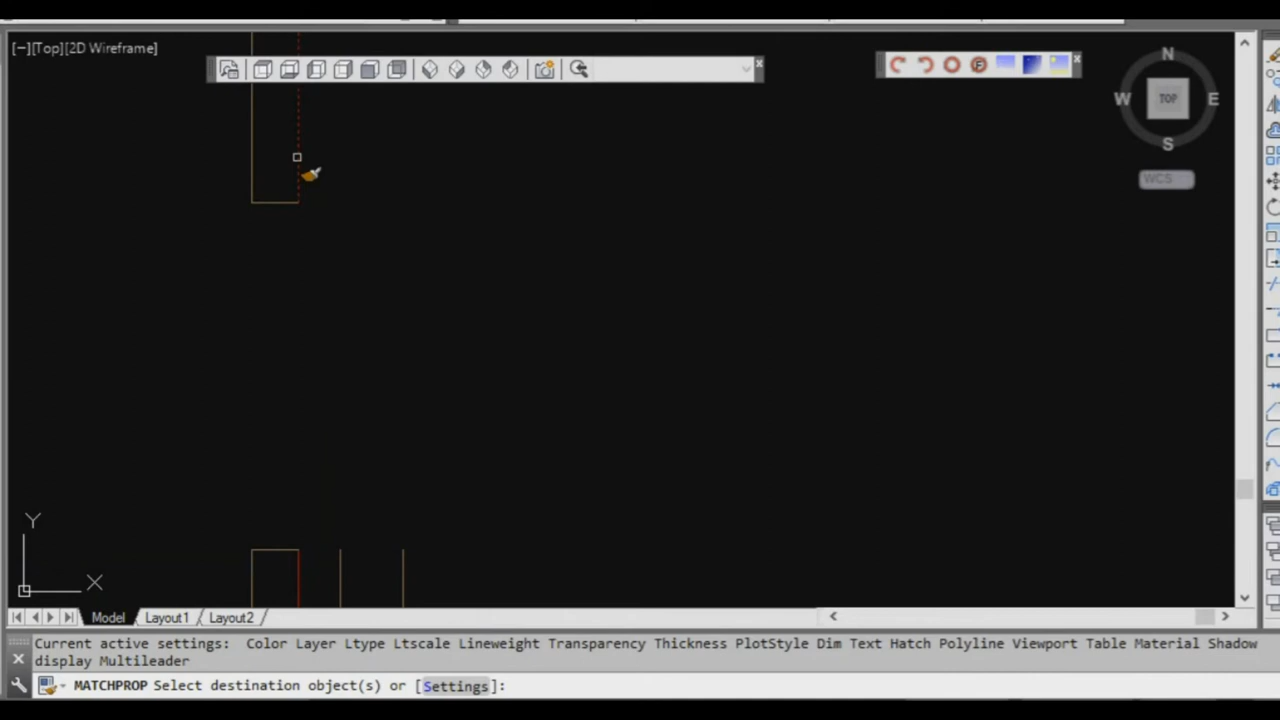 [−][Top][2D Wireframe]
N
W TOP E
S
WCS
Y
X
Model Layout1 Layout2
Current active settings: Color Layer Ltype Ltscale Lineweight Transparency Thickness PlotStyle Dim Text Hatch Polyline Viewport Table Material Shadow
display Multileader
MATCHPROP Select destination object(s) or [Settings]: